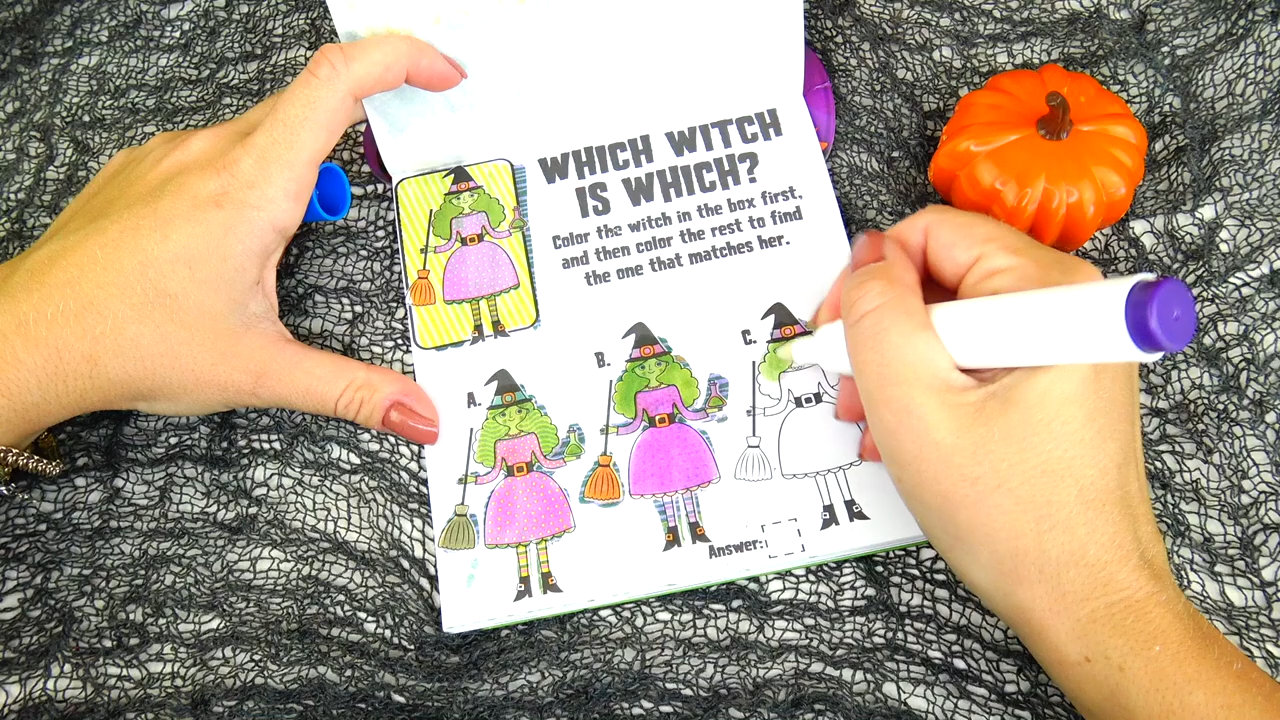 WHICH WITCH
IS WHICH?
Color the witch in the box first,
and then color the rest to find
the one that matches her.
A.
B.
C.
Answer: